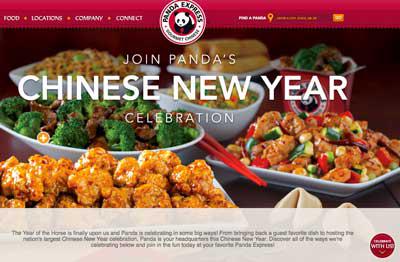 PANDA EXPRESS
GOURMET CHINESE
FOOD
LOCATIONS
COMPANY
CONNECT
FIND A PANDA
GO
JOIN PANDA'S
CHINESE NEW YEAR
CELEBRATION
The Year of the Horse is finally upon us and Panda is celebrating in some big ways! From bringing back a guest favorite dish to hosting the
nation's largest Chinese New Year celebration, Panda is your headquarters this Chinese New Year. Discover all of the ways we're
celebrating below and join in the fun today at your favorite Panda Express!
CELEBRATE
WITH US!